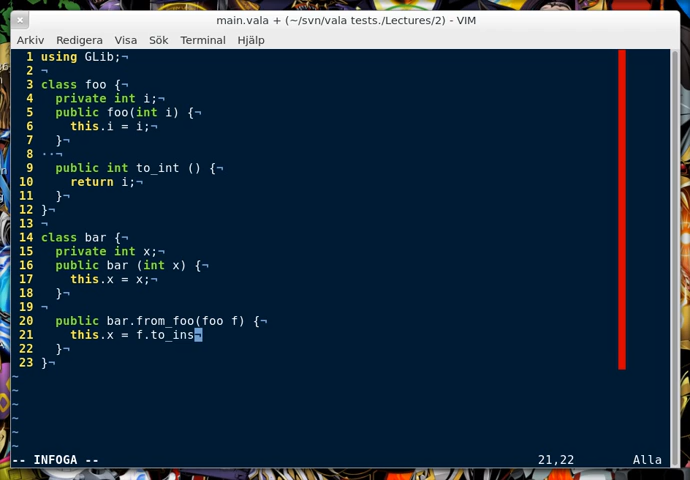 main.vala + (~/svn/vala tests./Lectures/2) - VIM
Arkiv Redigera Visa Sök Terminal Hjälp
1 using GLib;¬
2 ¬
3 class foo {¬
4   private int i;¬
5   public foo(int i) {¬
6     this.i = i;¬
7   }¬
8 ··¬
9   public int to_int () {¬
10     return i;¬
11   }¬
12 }¬
13 ¬
14 class bar {¬
15   private int x;¬
16   public bar (int x) {¬
17     this.x = x;¬
18   }¬
19 ¬
20   public bar.from_foo(foo f) {¬
21     this.x = f.to_ins¬
22   }¬
23 }¬
~
~
~
~
~
~
-- INFOGA -- 21,22 Alla